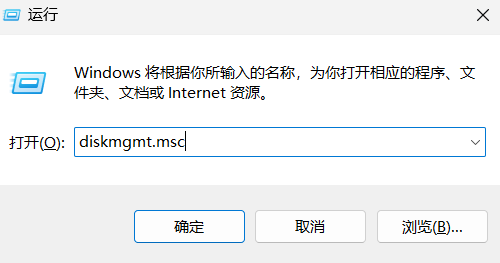 运行
Windows 将根据你所输入的名称，为你打开相应的程序、文
件夹、文档或 Internet 资源。
打开(O): diskmgmt.msc
确定 取消 浏览(B)...